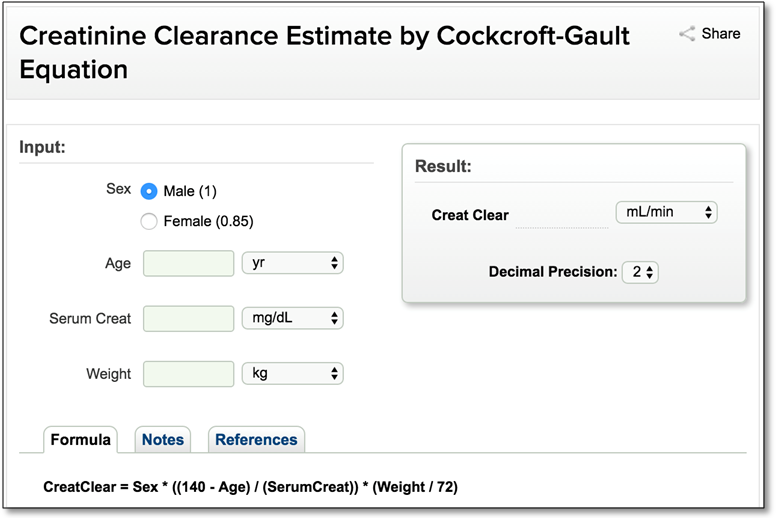 Creatinine Clearance Estimate by Cockcroft-Gault
Equation
Share
Input:
Sex Male (1)
Female (0.85)
Age yr
Serum Creat mg/dL
Weight kg
Result:
Creat Clear mL/min
Decimal Precision: 2
Formula Notes References
CreatClear = Sex * ((140 - Age) / (SerumCreat)) * (Weight / 72)